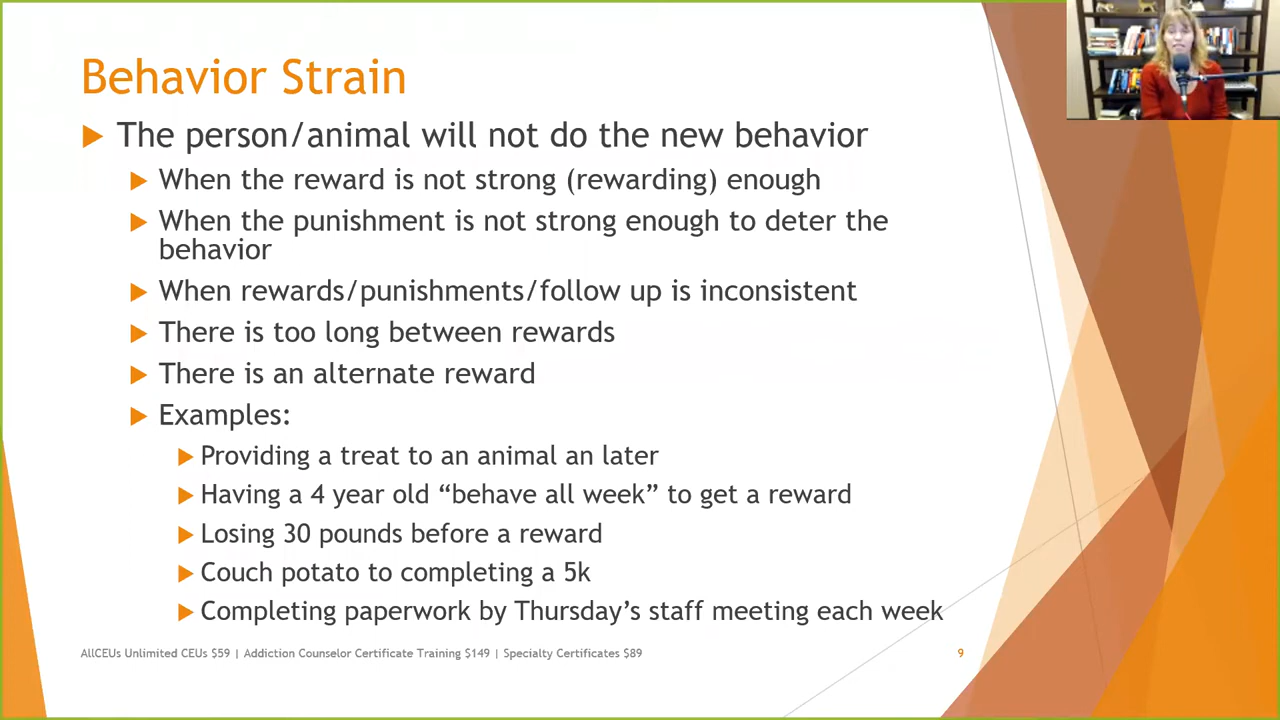 Behavior Strain
The person/animal will not do the new behavior
When the reward is not strong (rewarding) enough
When the punishment is not strong enough to deter the
behavior
When rewards/punishments/follow up is inconsistent
There is too long between rewards
There is an alternate reward
Examples:
Providing a treat to an animal an later
Having a 4 year old “behave all week” to get a reward
Losing 30 pounds before a reward
Couch potato to completing a 5k
Completing paperwork by Thursday’s staff meeting each week
AllCEUs Unlimited CEUs $59 | Addiction Counselor Certificate Training $149 | Specialty Certificates $89
9